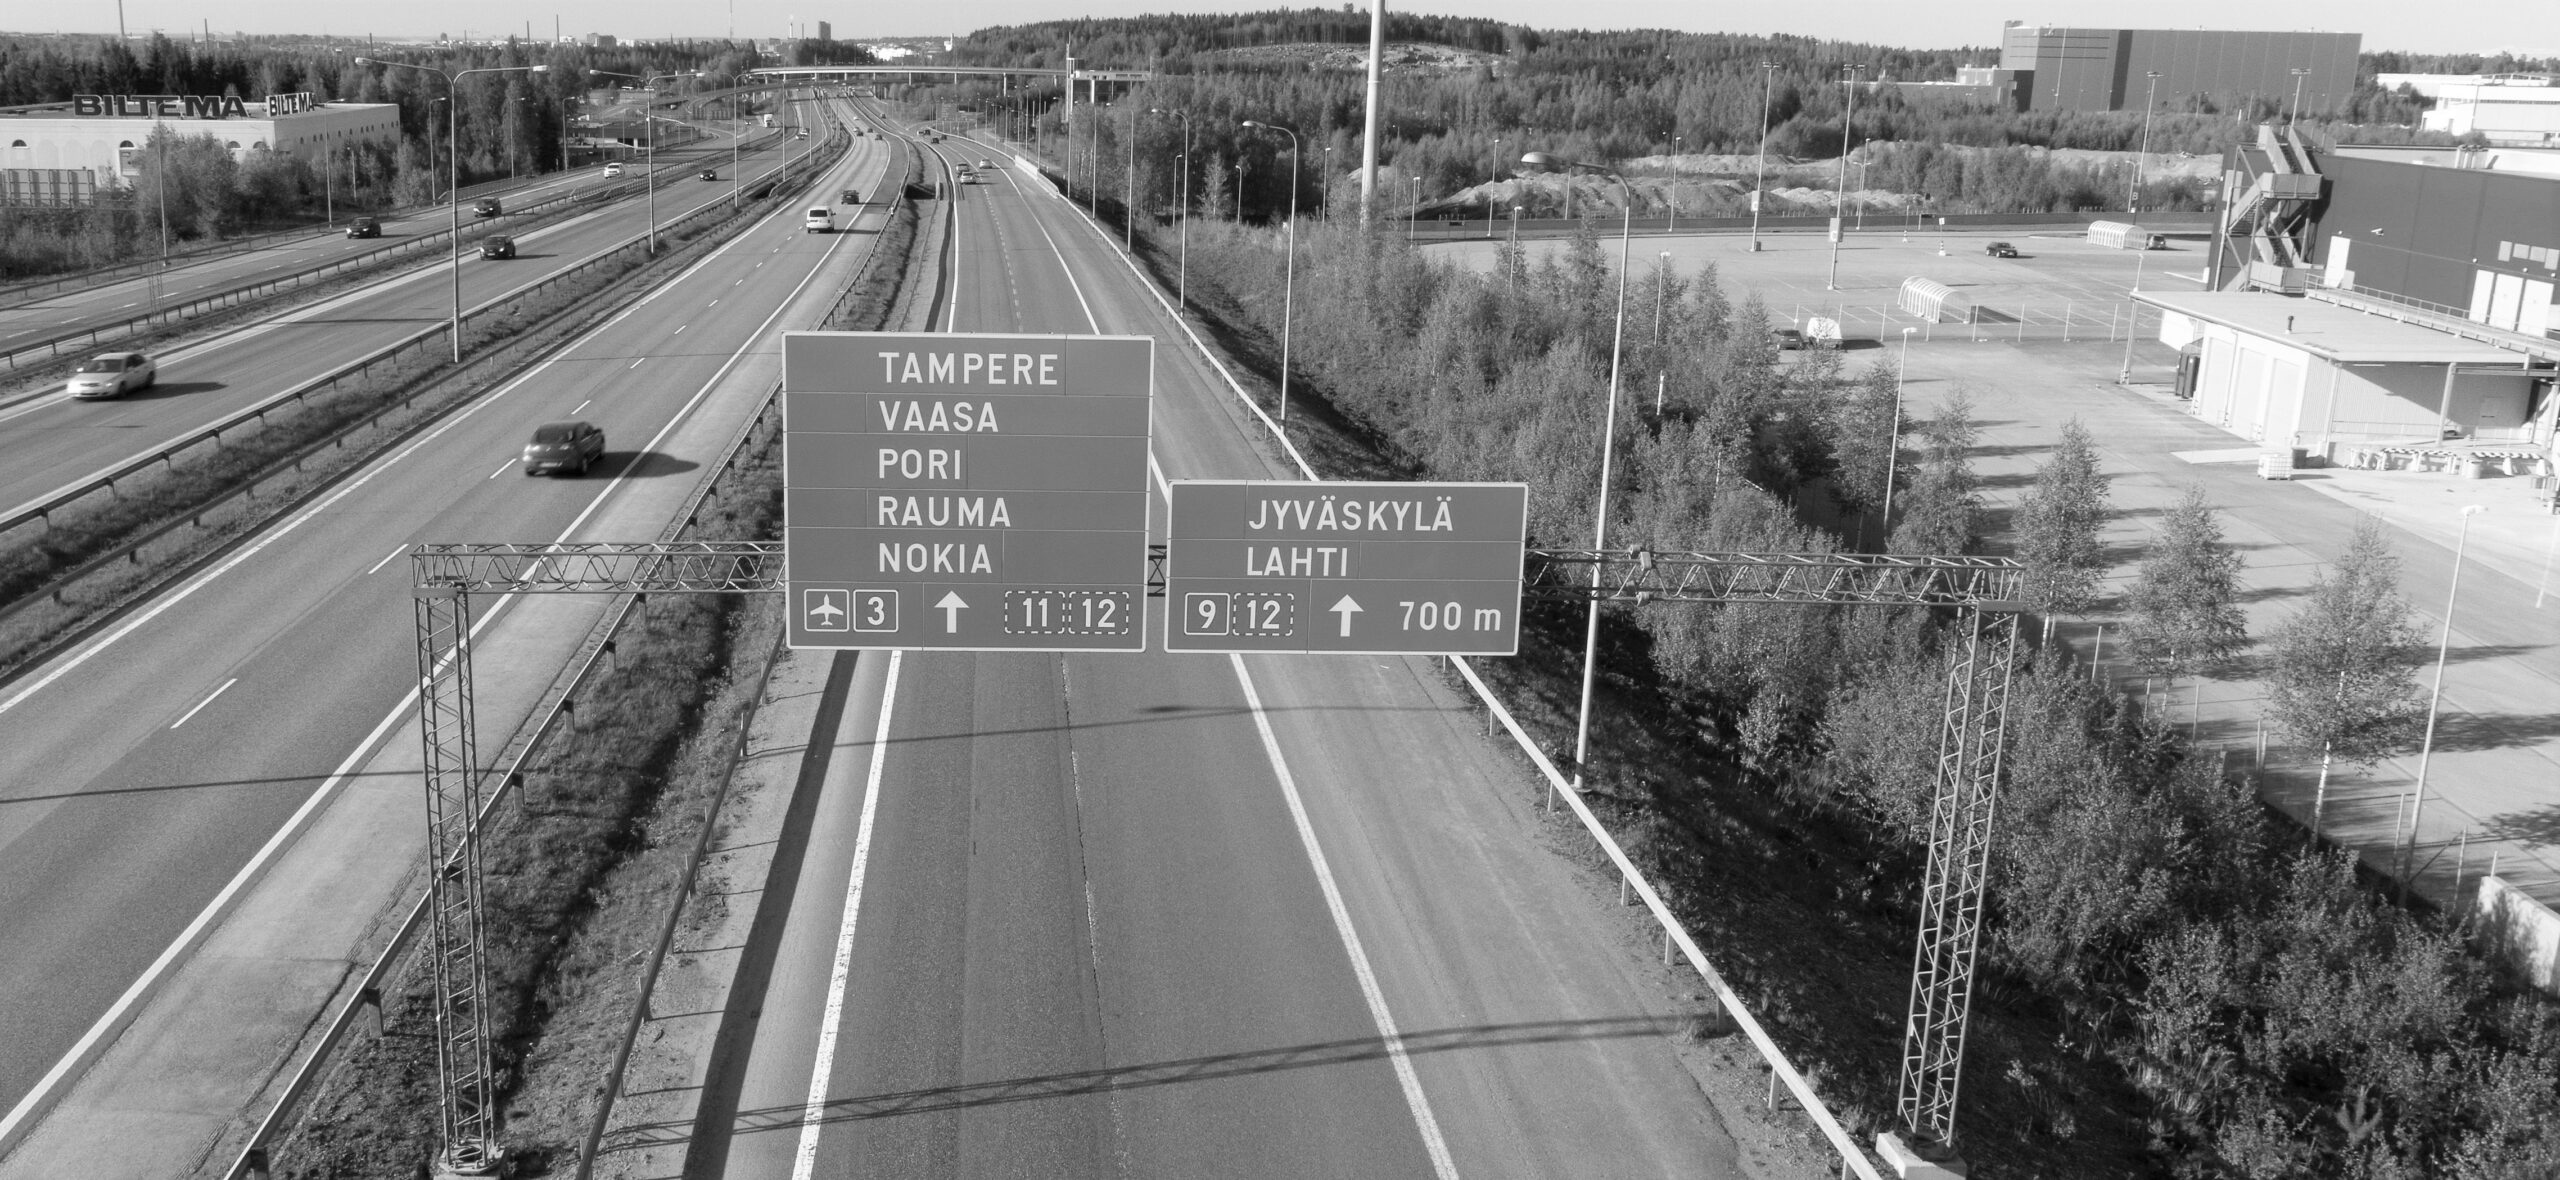 BILTEMA
BILTEMA
TAMPERE
VAASA
PORI
RAUMA
NOKIA
3 11 12
JYVÄSKYLÄ
LAHTI
9 12 700 m